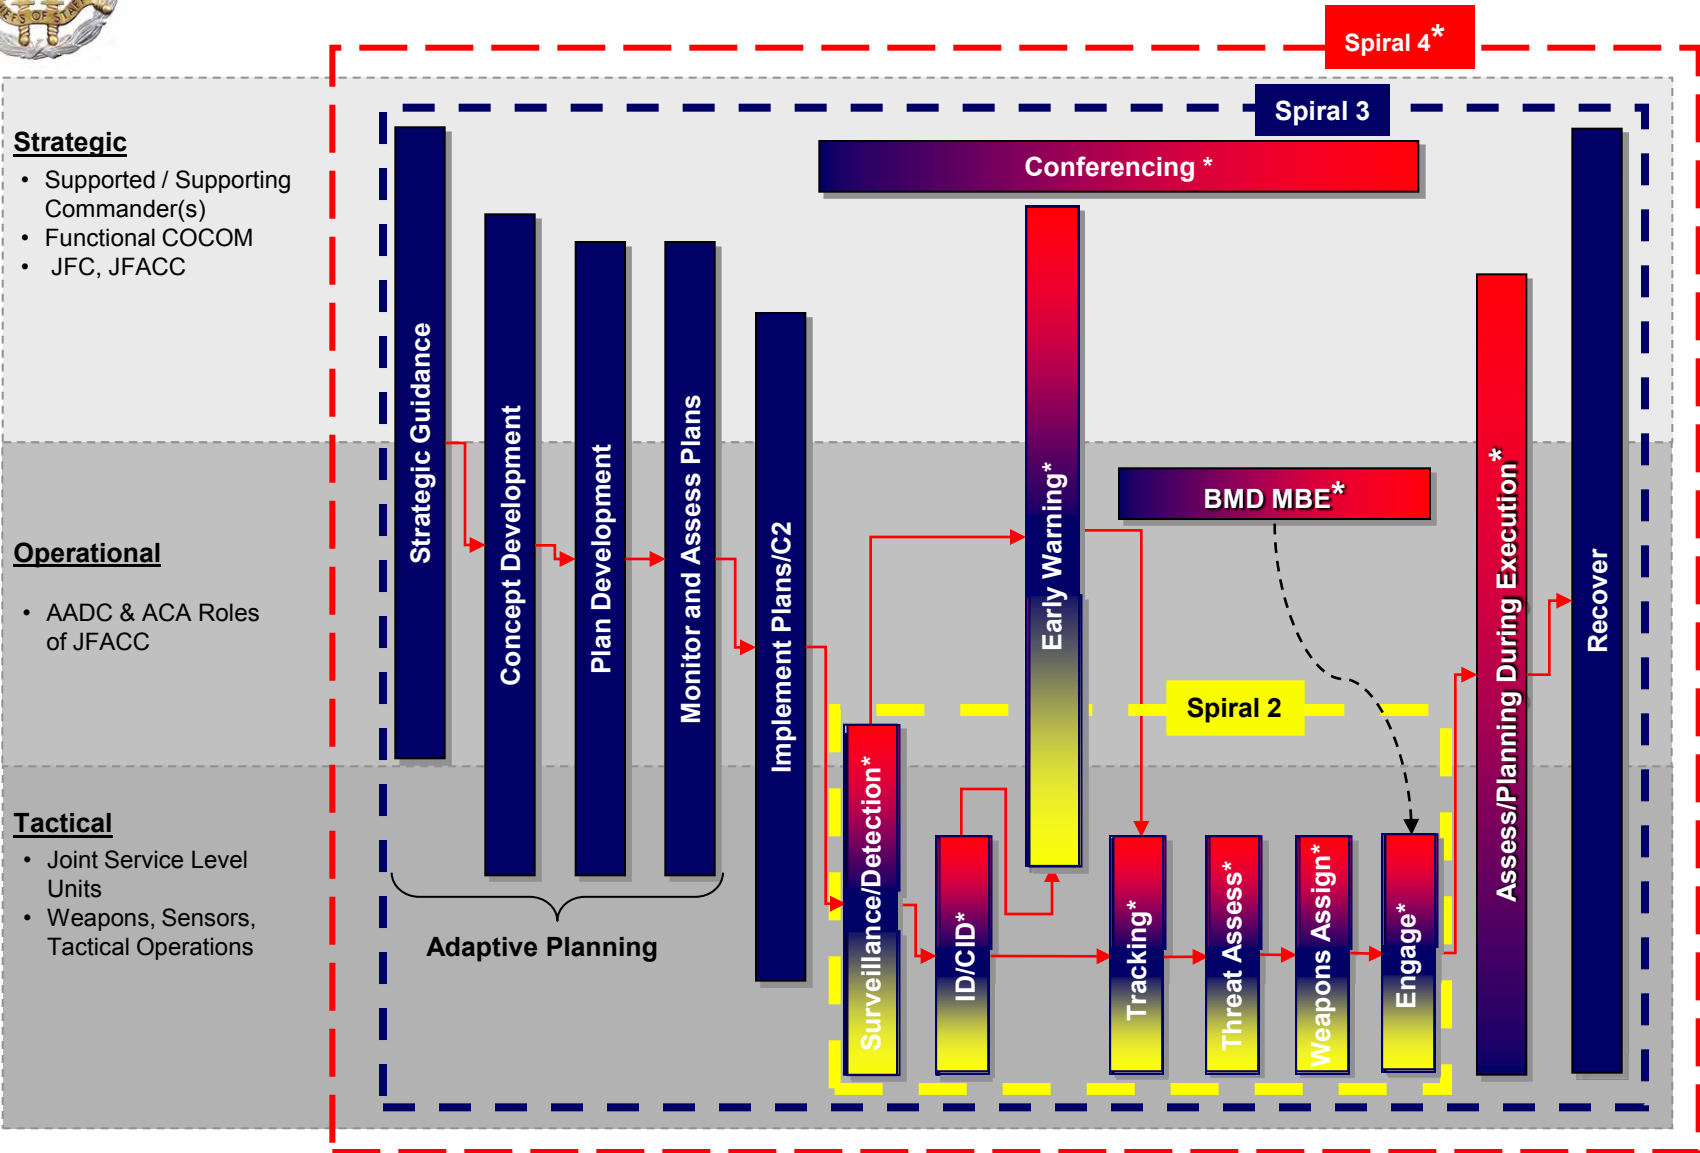 CHIEFS OF STAFF
Spiral 4*
Spiral 3
Strategic
• Supported / Supporting
Commander(s)
• Functional COCOM
• JFC, JFACC
Conferencing *
Strategic Guidance
Concept Development
Plan Development
Monitor and Assess Plans
Implement Plans/C2
Early Warning*
BMD MBE*
Assess/Planning During Execution*
Recover
Operational
• AADC & ACA Roles
of JFACC
Spiral 2
Tactical
• Joint Service Level
Units
• Weapons, Sensors,
Tactical Operations
Adaptive Planning
Surveillance/Detection*
ID/CID*
Tracking*
Threat Assess*
Weapons Assign*
Engage*